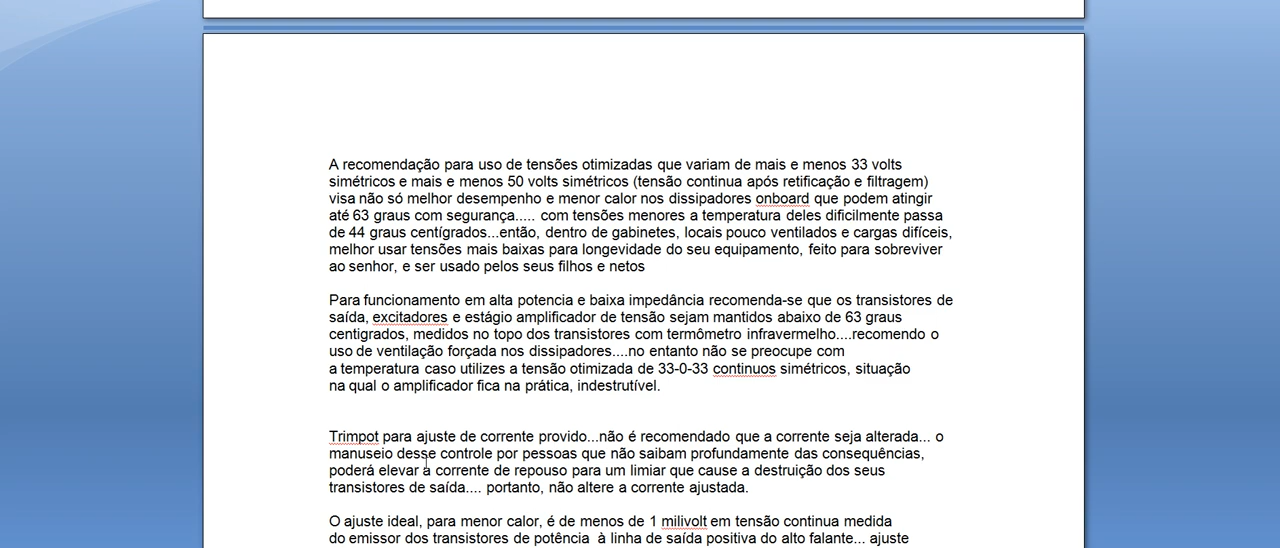 A recomendação para uso de tensões otimizadas que variam de mais e menos 33 volts
simétricos e mais e menos 50 volts simétricos (tensão continua após retificação e filtragem)
visa não só melhor desempenho e menor calor nos dissipadores onboard que podem atingir
até 63 graus com segurança..... com tensões menores a temperatura deles dificilmente passa
de 44 graus centígrados...então, dentro de gabinetes, locais pouco ventilados e cargas difíceis,
melhor usar tensões mais baixas para longevidade do seu equipamento, feito para sobreviver
ao senhor, e ser usado pelos seus filhos e netos
Para funcionamento em alta potencia e baixa impedância recomenda-se que os transistores de
saída, excitadores e estágio amplificador de tensão sejam mantidos abaixo de 63 graus
centigrados, medidos no topo dos transistores com termômetro infravermelho....recomendo o
uso de ventilação forçada nos dissipadores....no entanto não se preocupe com
a temperatura caso utilizes a tensão otimizada de 33-0-33 continuos simétricos, situação
na qual o amplificador fica na prática, indestrutível.
Trimpot para ajuste de corrente provido...não é recomendado que a corrente seja alterada... o
manuseio desse controle por pessoas que não saibam profundamente das consequências,
poderá elevar a corrente de repouso para um limiar que cause a destruição dos seus
transistores de saída.... portanto, não altere a corrente ajustada.
O ajuste ideal, para menor calor, é de menos de 1 milivolt em tensão continua medida
do emissor dos transistores de potência à linha de saída positiva do alto falante... ajuste